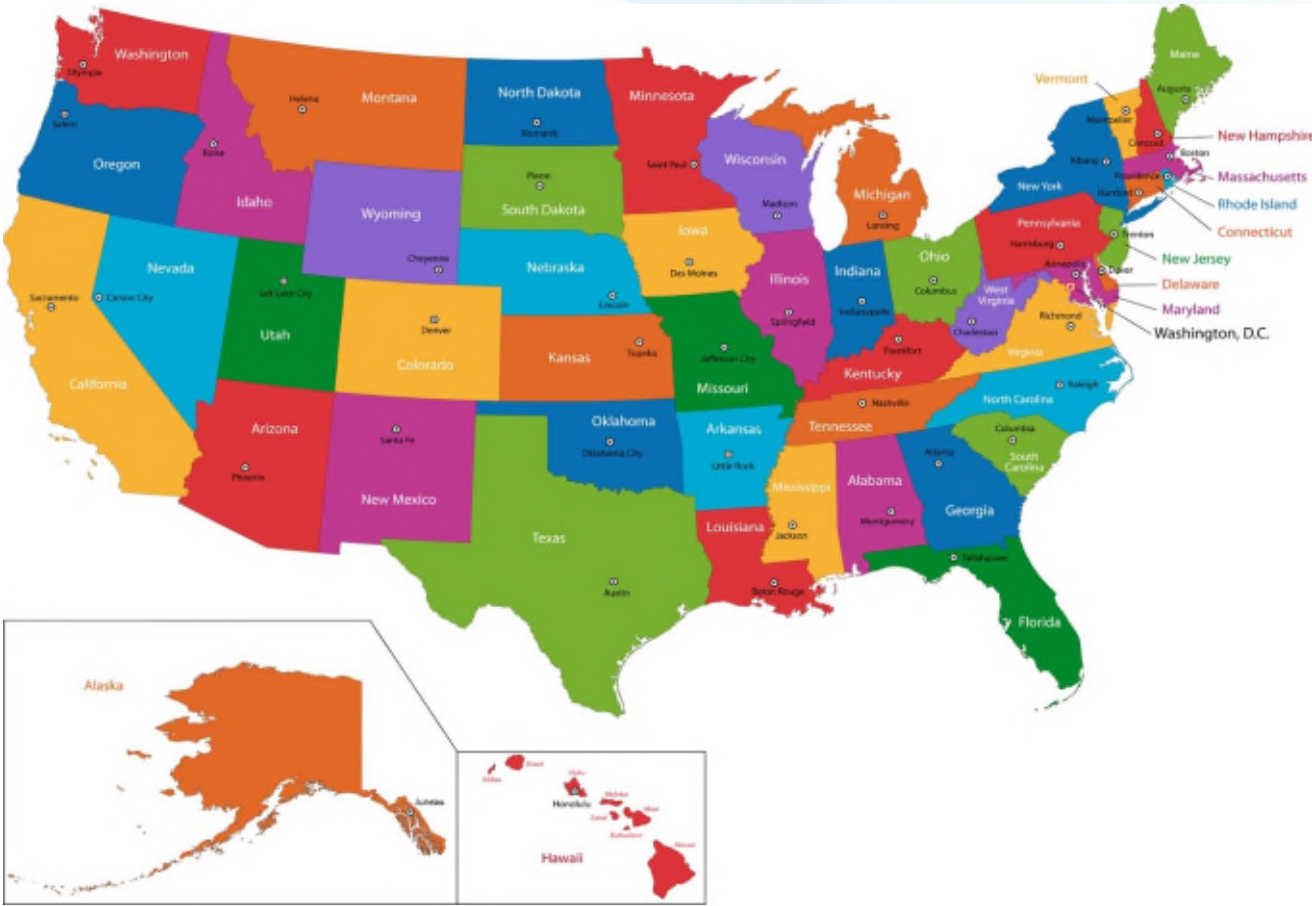 Washington
Olympia
Montana
Helena
North Dakota
Bismarck
Minnesota
Saint Paul
Maine
Augusta
Vermont
Montpelier
Concord
New Hampshire
Salem
Oregon
Boise
Idaho
Wyoming
Cheyenne
Pierre
South Dakota
Wisconsin
Madison
Michigan
Lansing
New York
Albany
Boston
Massachusetts
Providence
Rhode Island
Hartford
Connecticut
Pennsylvania
Harrisburg
Trenton
New Jersey
Annapolis
Dover
Delaware
Maryland
Washington, D.C.
Nevada
Carson City
Sacramento
California
Salt Lake City
Utah
Denver
Colorado
Nebraska
Lincoln
Iowa
Des Moines
Illinois
Springfield
Indiana
Indianapolis
Ohio
Columbus
West
Virginia
Charleston
Richmond
Virginia
Kansas
Topeka
Jefferson City
Missouri
Frankfort
Kentucky
Nashville
Tennessee
Raleigh
North Carolina
Columbia
South
Carolina
Arizona
Phoenix
Santa Fe
New Mexico
Oklahoma
Oklahoma City
Arkansas
Little Rock
Texas
Austin
Louisiana
Baton Rouge
Mississippi
Jackson
Alabama
Montgomery
Atlanta
Georgia
Tallahassee
Florida
Alaska
Juneau
Kauai
Oahu
Honolulu
Molokai
Lanai
Maui
Hawaii
Hawaii